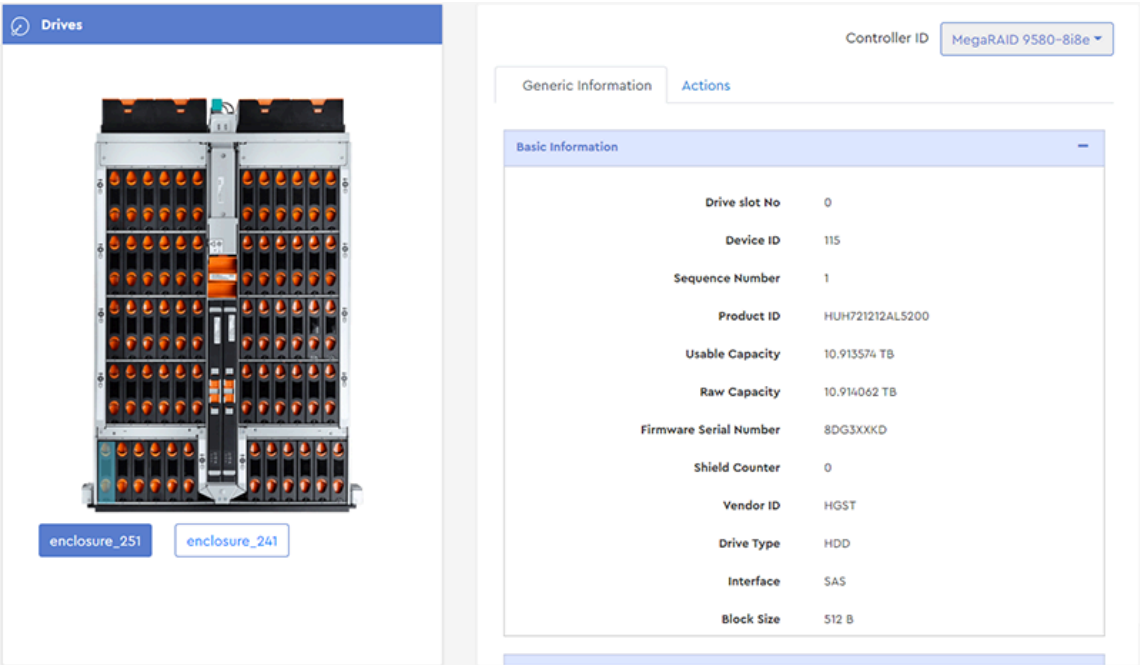 Drives
enclosure_251
enclosure_241
Controller ID MegaRAID 9580-8i8e
Generic Information Actions
Basic Information
Drive slot No 0
Device ID 115
Sequence Number 1
Product ID HUH721212AL5200
Usable Capacity 10.913574 TB
Raw Capacity 10.914062 TB
Firmware Serial Number 8DG3XXKD
Shield Counter 0
Vendor ID HGST
Drive Type HDD
Interface SAS
Block Size 512 B